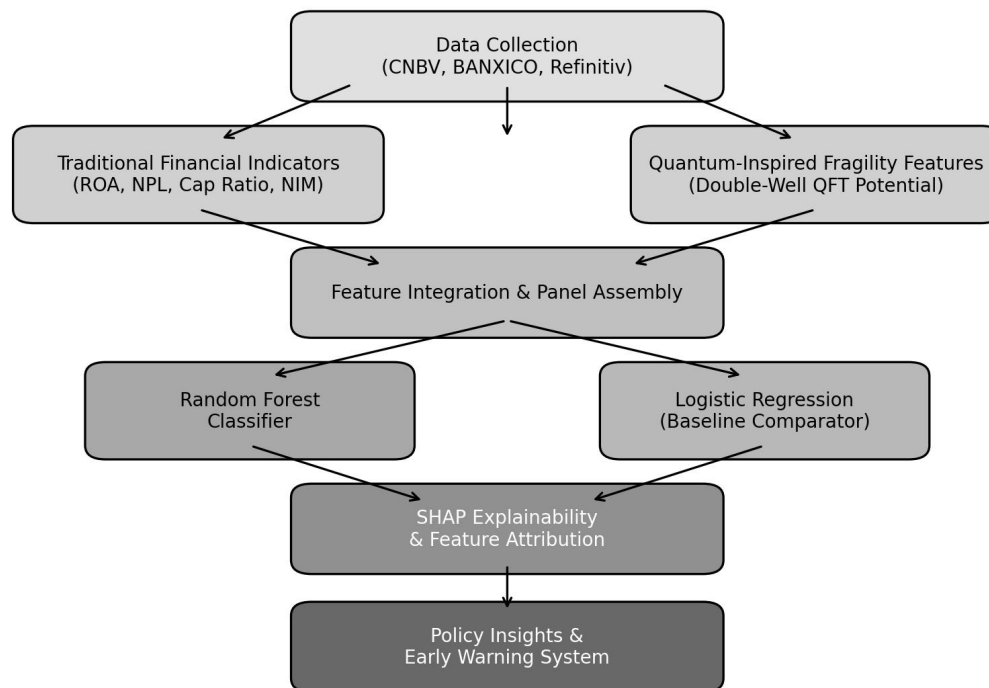 Data Collection
(CNBV, BANXICO, Refinitiv)
Traditional Financial Indicators
(ROA, NPL, Cap Ratio, NIM)
Quantum-Inspired Fragility Features
(Double-Well QFT Potential)
Feature Integration & Panel Assembly
Random Forest
Classifier
Logistic Regression
(Baseline Comparator)
SHAP Explainability
& Feature Attribution
Policy Insights &
Early Warning System